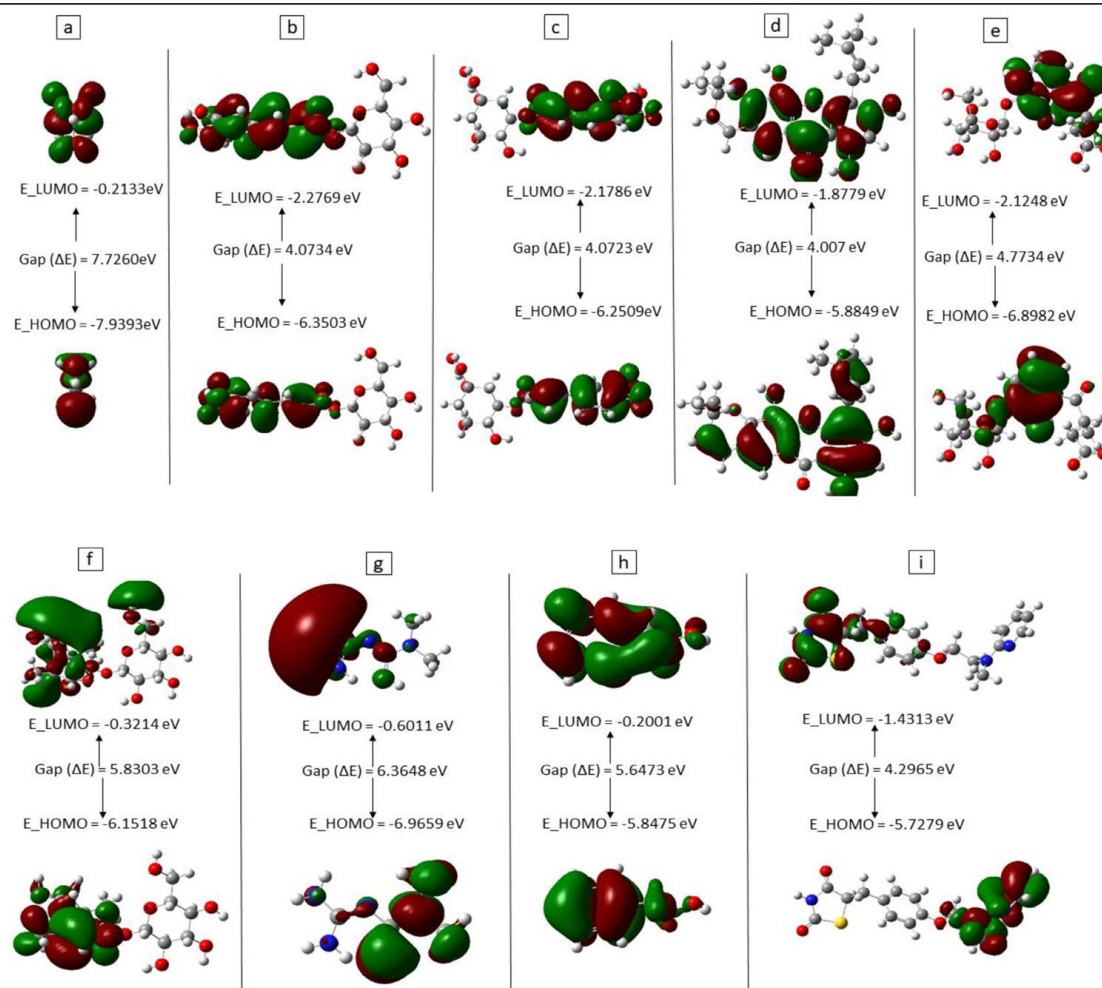 a
E_LUMO = -0.2133eV
Gap (ΔE) = 7.7260eV
E_HOMO = -7.9393eV
b
E_LUMO = -2.2769 eV
Gap (ΔE) = 4.0734 eV
E_HOMO = -6.3503 eV
c
E_LUMO = -2.1786 eV
Gap (ΔE) = 4.0723 eV
E_HOMO = -6.2509eV
d
E_LUMO = -1.8779 eV
Gap (ΔE) = 4.007 eV
E_HOMO = -5.8849 eV
e
E_LUMO = -2.1248 eV
Gap (ΔE) = 4.7734 eV
E_HOMO = -6.8982 eV
f
E_LUMO = -0.3214 eV
Gap (ΔE) = 5.8303 eV
E_HOMO = -6.1518 eV
g
E_LUMO = -0.6011 eV
Gap (ΔE) = 6.3648 eV
E_HOMO = -6.9659 eV
h
E_LUMO = -0.2001 eV
Gap (ΔE) = 5.6473 eV
E_HOMO = -5.8475 eV
i
E_LUMO = -1.4313 eV
Gap (ΔE) = 4.2965 eV
E_HOMO = -5.7279 eV